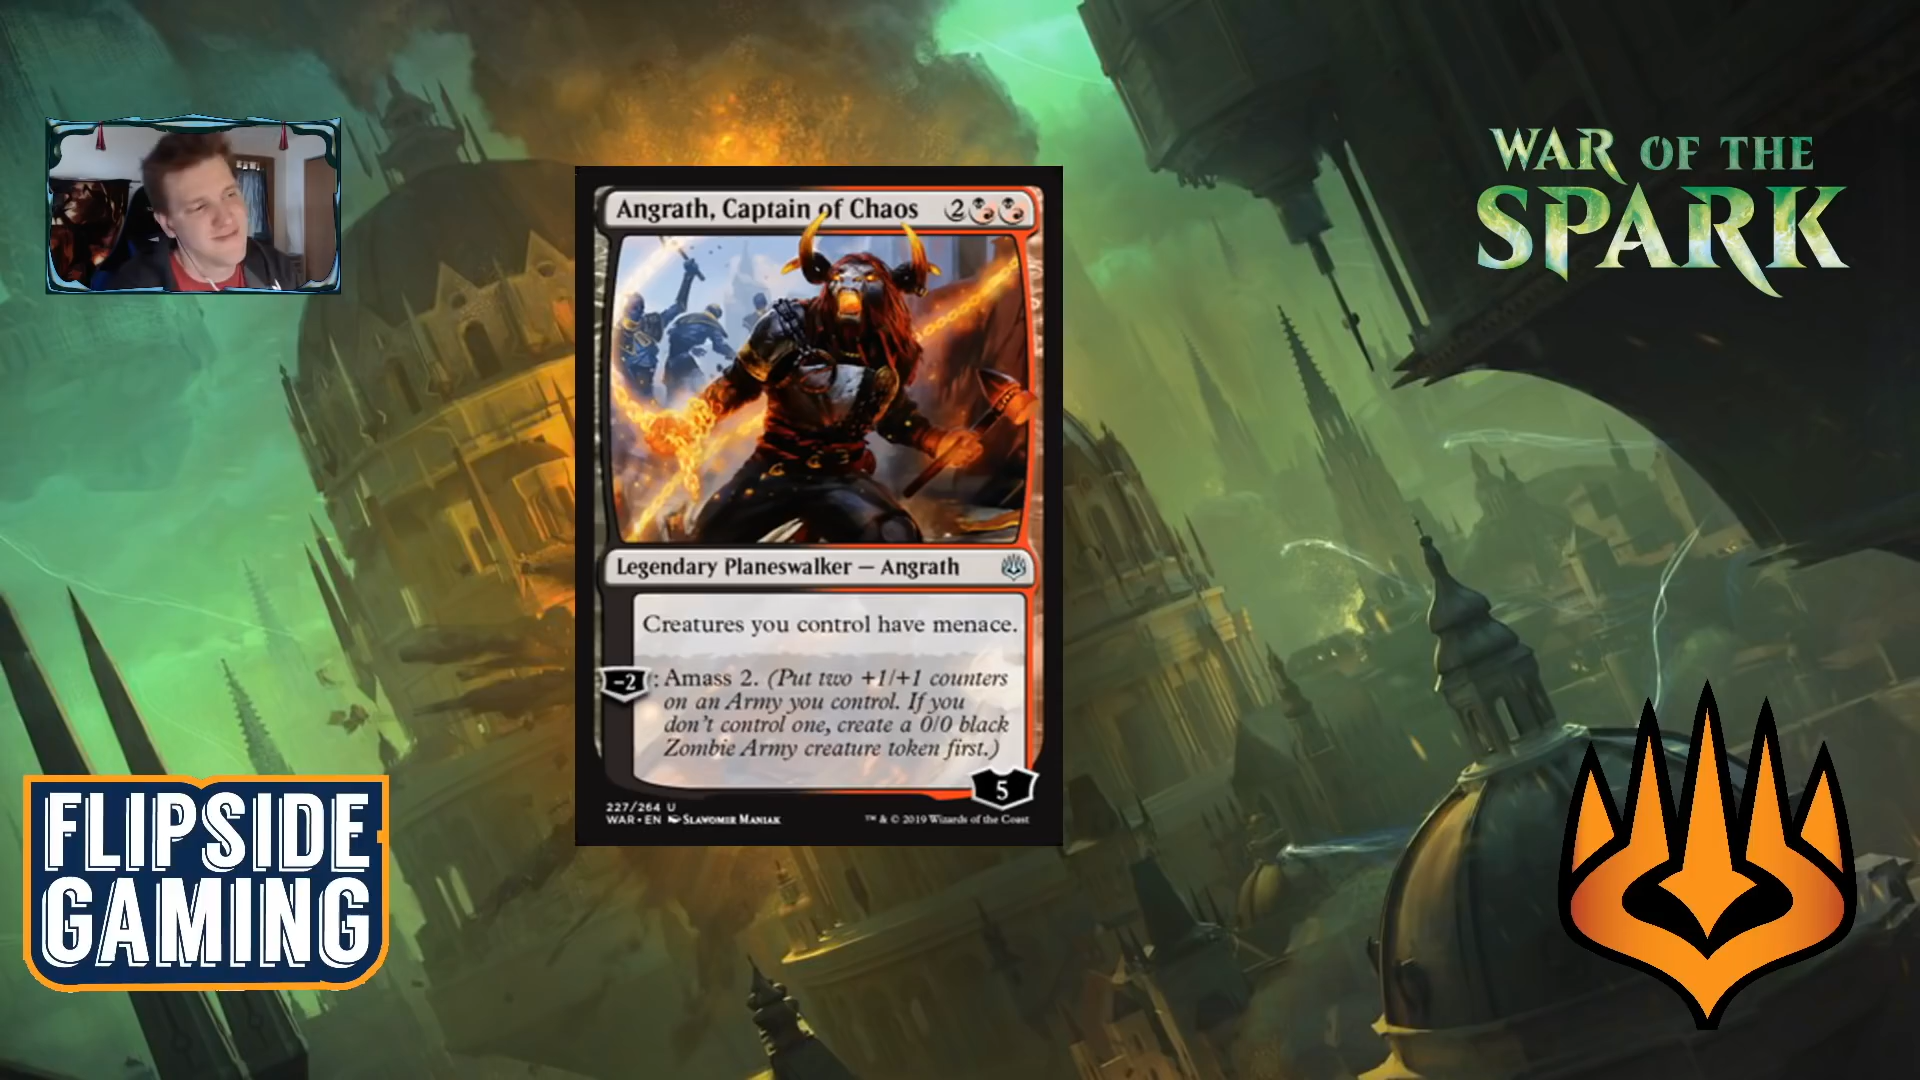 WAR OF THE
SPARK
Angrath, Captain of Chaos 2
Legendary Planeswalker — Angrath
Creatures you control have menace.
-2: Amass 2. (Put two +1/+1 counters
on an Army you control. If you
don't control one, create a 0/0 black
Zombie Army creature token first.)
5
227/264 U
WAR • EN SLAWOMIR MANIAK
™ & © 2019 Wizards of the Coast
FLIPSIDE
GAMING